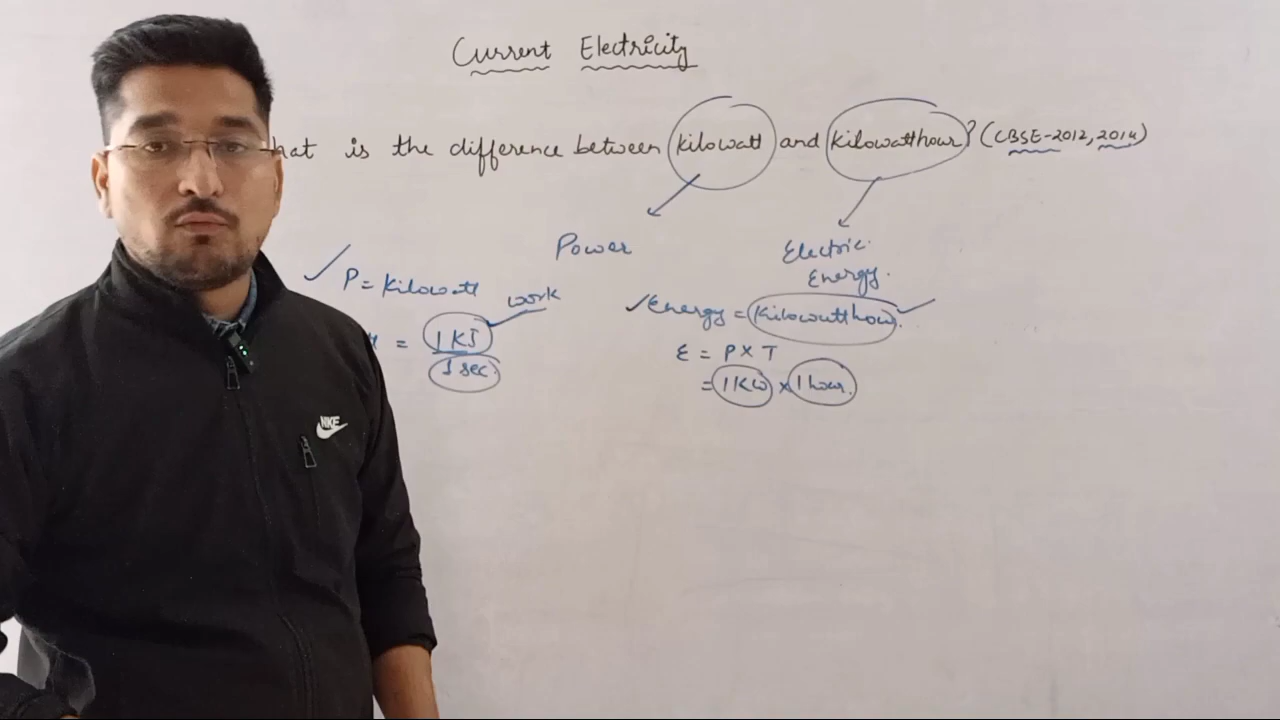 Current Electricity
hat is the difference between kilowatt and kilowatthour? (CBSE-2012, 2014)
Power
Electric
Energy.
P = Kilowatt
work
= 1 KJ
1 sec.
Energy = Kilowatthour.
E = P × T
= 1 KW × 1 hour.
NIKE